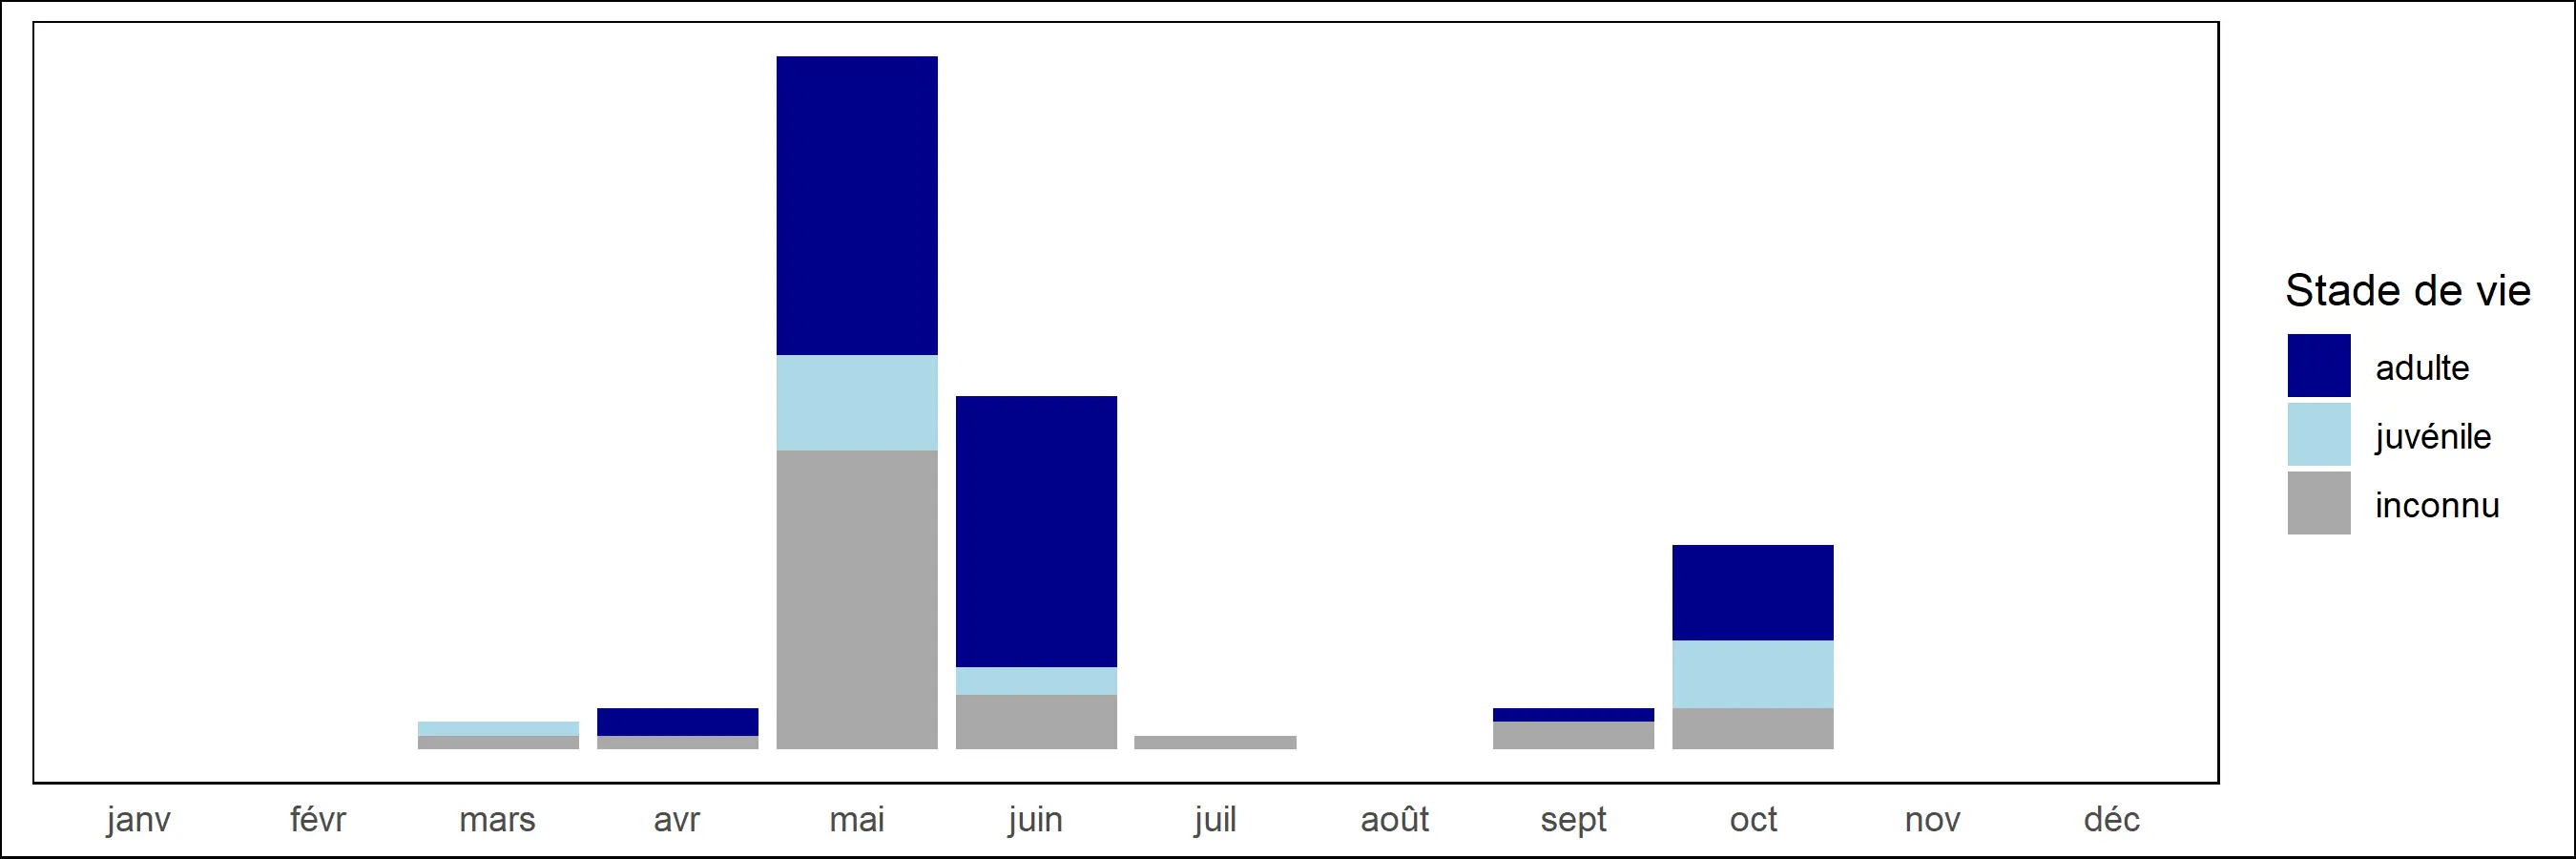 Stade de vie
adulte
juvénile
inconnu
janv févr mars avr mai juin juil août sept oct nov déc